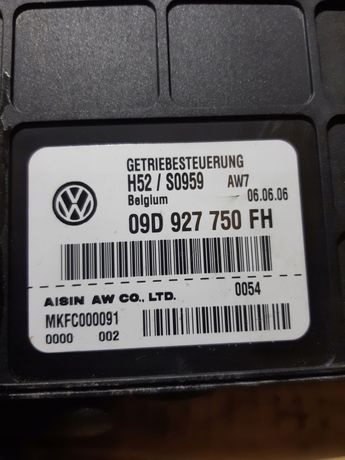 GETRIEBESTEUERUNG
H52 / S0959 AW7
Belgium 06.06.06
09D 927 750 FH
AISIN AW CO., LTD. 0054
MKFC000091
0000 002